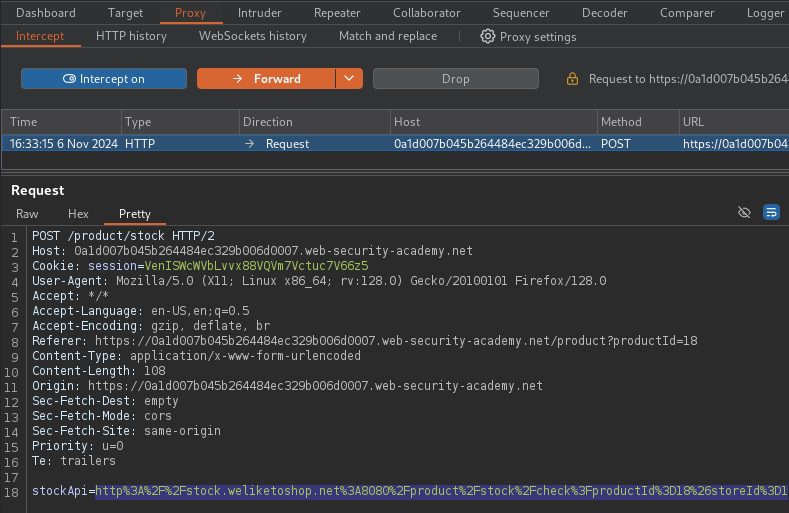 Dashboard Target Proxy Intruder Repeater Collaborator Sequencer Decoder Comparer Logger
Intercept HTTP history WebSockets history Match and replace Proxy settings
Intercept on Forward Drop Request to https://0a1d007b045b264
Time Type Direction Host Method URL
16:33:15 6 Nov 2024 HTTP → Request 0a1d007b045b264484ec329b006d... POST https://0a1d007b04
Request
Raw Hex Pretty
1 POST /product/stock HTTP/2
2 Host: 0a1d007b045b264484ec329b006d0007.web-security-academy.net
3 Cookie: session=VenISWcWVbLvvx88VQVm7Vctuc7V66z5
4 User-Agent: Mozilla/5.0 (X11; Linux x86_64; rv:128.0) Gecko/20100101 Firefox/128.0
5 Accept: */*
6 Accept-Language: en-US,en;q=0.5
7 Accept-Encoding: gzip, deflate, br
8 Referer: https://0a1d007b045b264484ec329b006d0007.web-security-academy.net/product?productId=18
9 Content-Type: application/x-www-form-urlencoded
10 Content-Length: 108
11 Origin: https://0a1d007b045b264484ec329b006d0007.web-security-academy.net
12 Sec-Fetch-Dest: empty
13 Sec-Fetch-Mode: cors
14 Sec-Fetch-Site: same-origin
15 Priority: u=0
16 Te: trailers
17
18 stockApi=http%3A%2F%2Fstock.weliketoshop.net%3A8080%2Fproduct%2Fstock%2Fcheck%3FproductId%3D18%26storeId%3D1